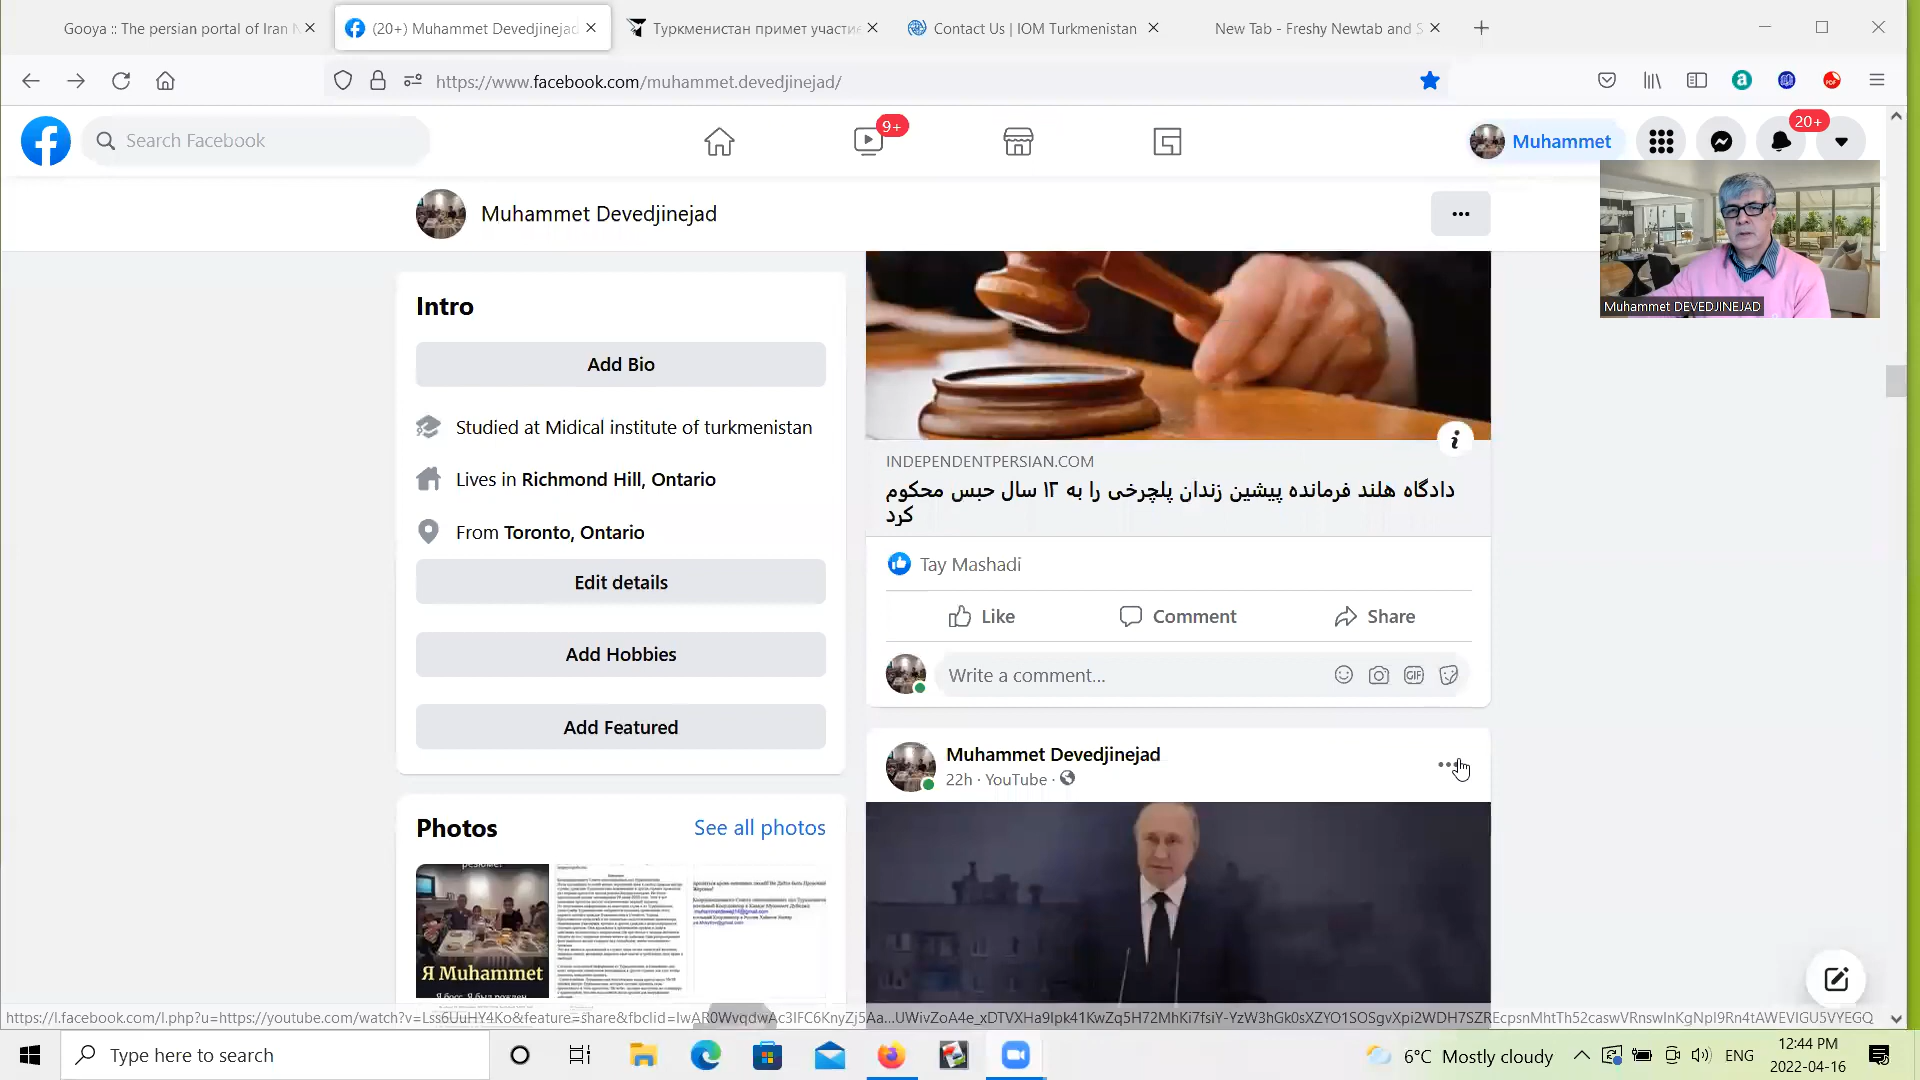 Gooya :: The persian portal of Iran N
(20+) Muhammet Devedjinejad
Туркменистан примет участие
Contact Us | IOM Turkmenistan
New Tab - Freshy Newtab and S
https://www.facebook.com/muhammet.devedjinejad/
Search Facebook
9+
Muhammet
20+
Muhammet Devedjinejad
Muhammet DEVEDJINEJAD
Intro
Add Bio
Studied at Midical institute of turkmenistan
Lives in Richmond Hill, Ontario
From Toronto, Ontario
Edit details
Add Hobbies
Add Featured
Photos
See all photos
Я Muhammet
INDEPENDENTPERSIAN.COM
دادگاه هلند فرمانده پیشین زندان پلچرخی را به ۱۲ سال حبس محکوم
کرد
Tay Mashadi
Like
Comment
Share
Write a comment...
GIF
Muhammet Devedjinejad
22h · YouTube ·
Type here to search
6°C Mostly cloudy
ENG
12:44 PM
2022-04-16